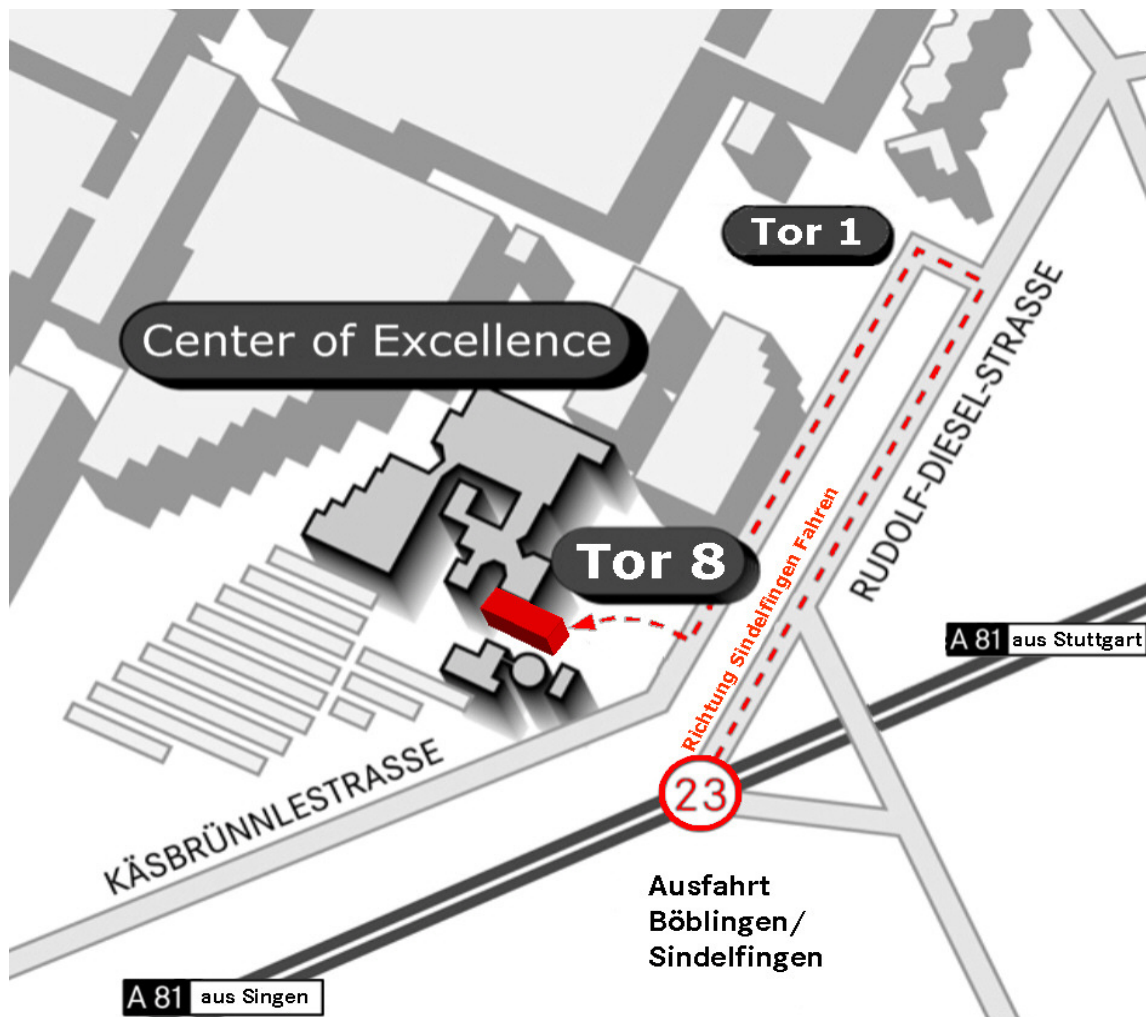 Tor 1
Center of Excellence
Tor 8
RUDOLF-DIESEL-STRASSE
Richtung Sindelfingen Fahren
A 81 aus Stuttgart
KÄSBRÜNNLESTRASSE
23
Ausfahrt
Böblingen/
Sindelfingen
A 81 aus Singen